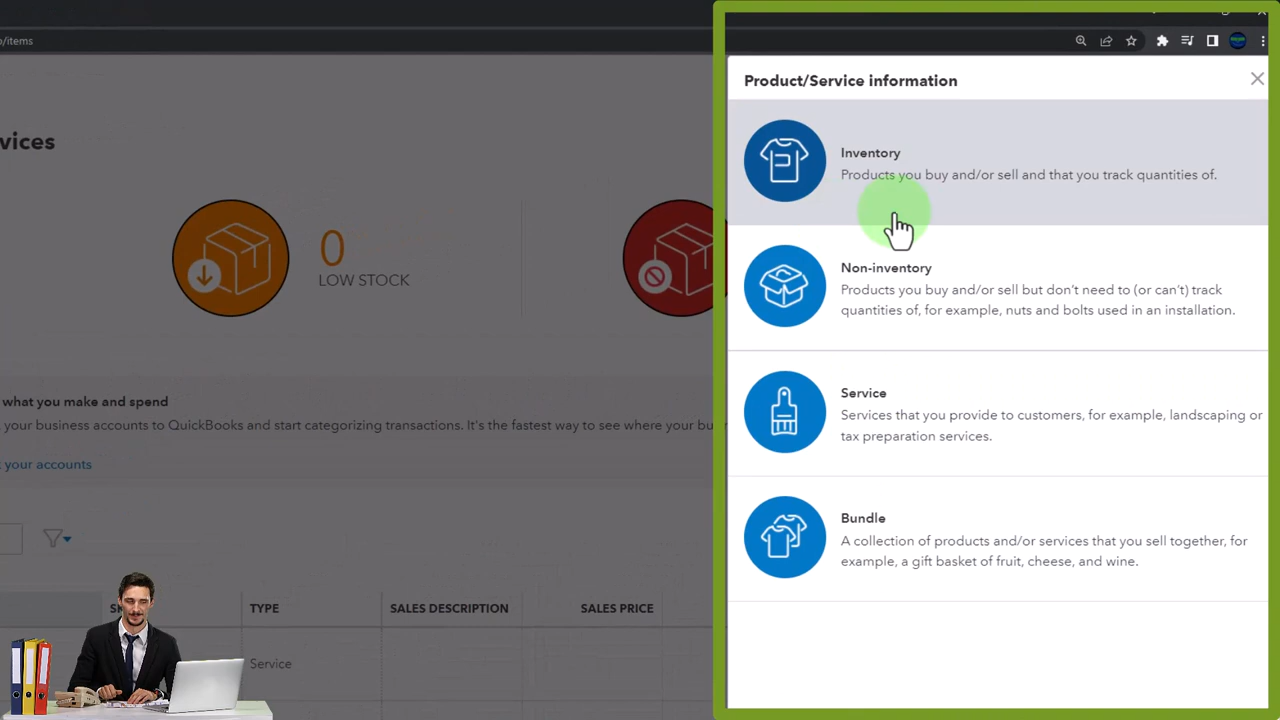 o/items
Product/Service information
vices
Inventory
Products you buy and/or sell and that you track quantities of.
0
LOW STOCK
Non-inventory
Products you buy and/or sell but don't need to (or can't) track
quantities of, for example, nuts and bolts used in an installation.
what you make and spend
your business accounts to QuickBooks and start categorizing transactions. It's the fastest way to see where your bu
your accounts
Service
Services that you provide to customers, for example, landscaping or
tax preparation services.
Bundle
A collection of products and/or services that you sell together, for
example, a gift basket of fruit, cheese, and wine.
TYPE
SALES DESCRIPTION
SALES PRICE
Service